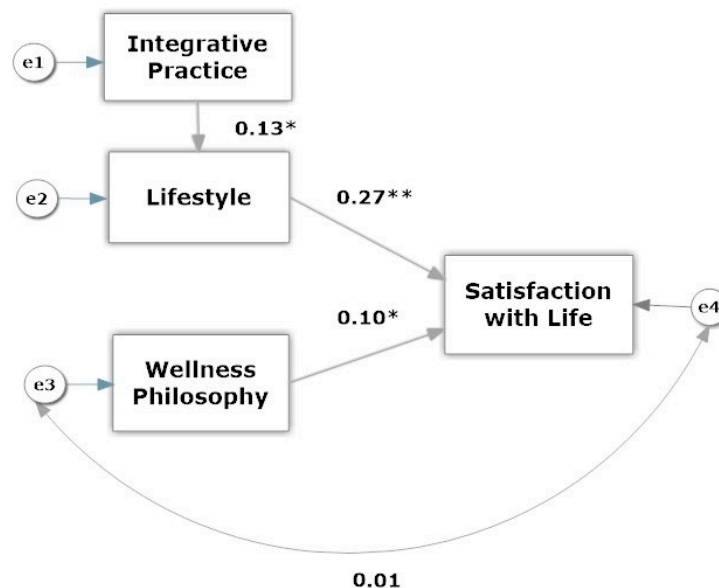 Integrative
Practice
e1
0.13*
e2
Lifestyle
0.27**
Satisfaction
with Life
e4
0.10*
Wellness
Philosophy
e3
0.01